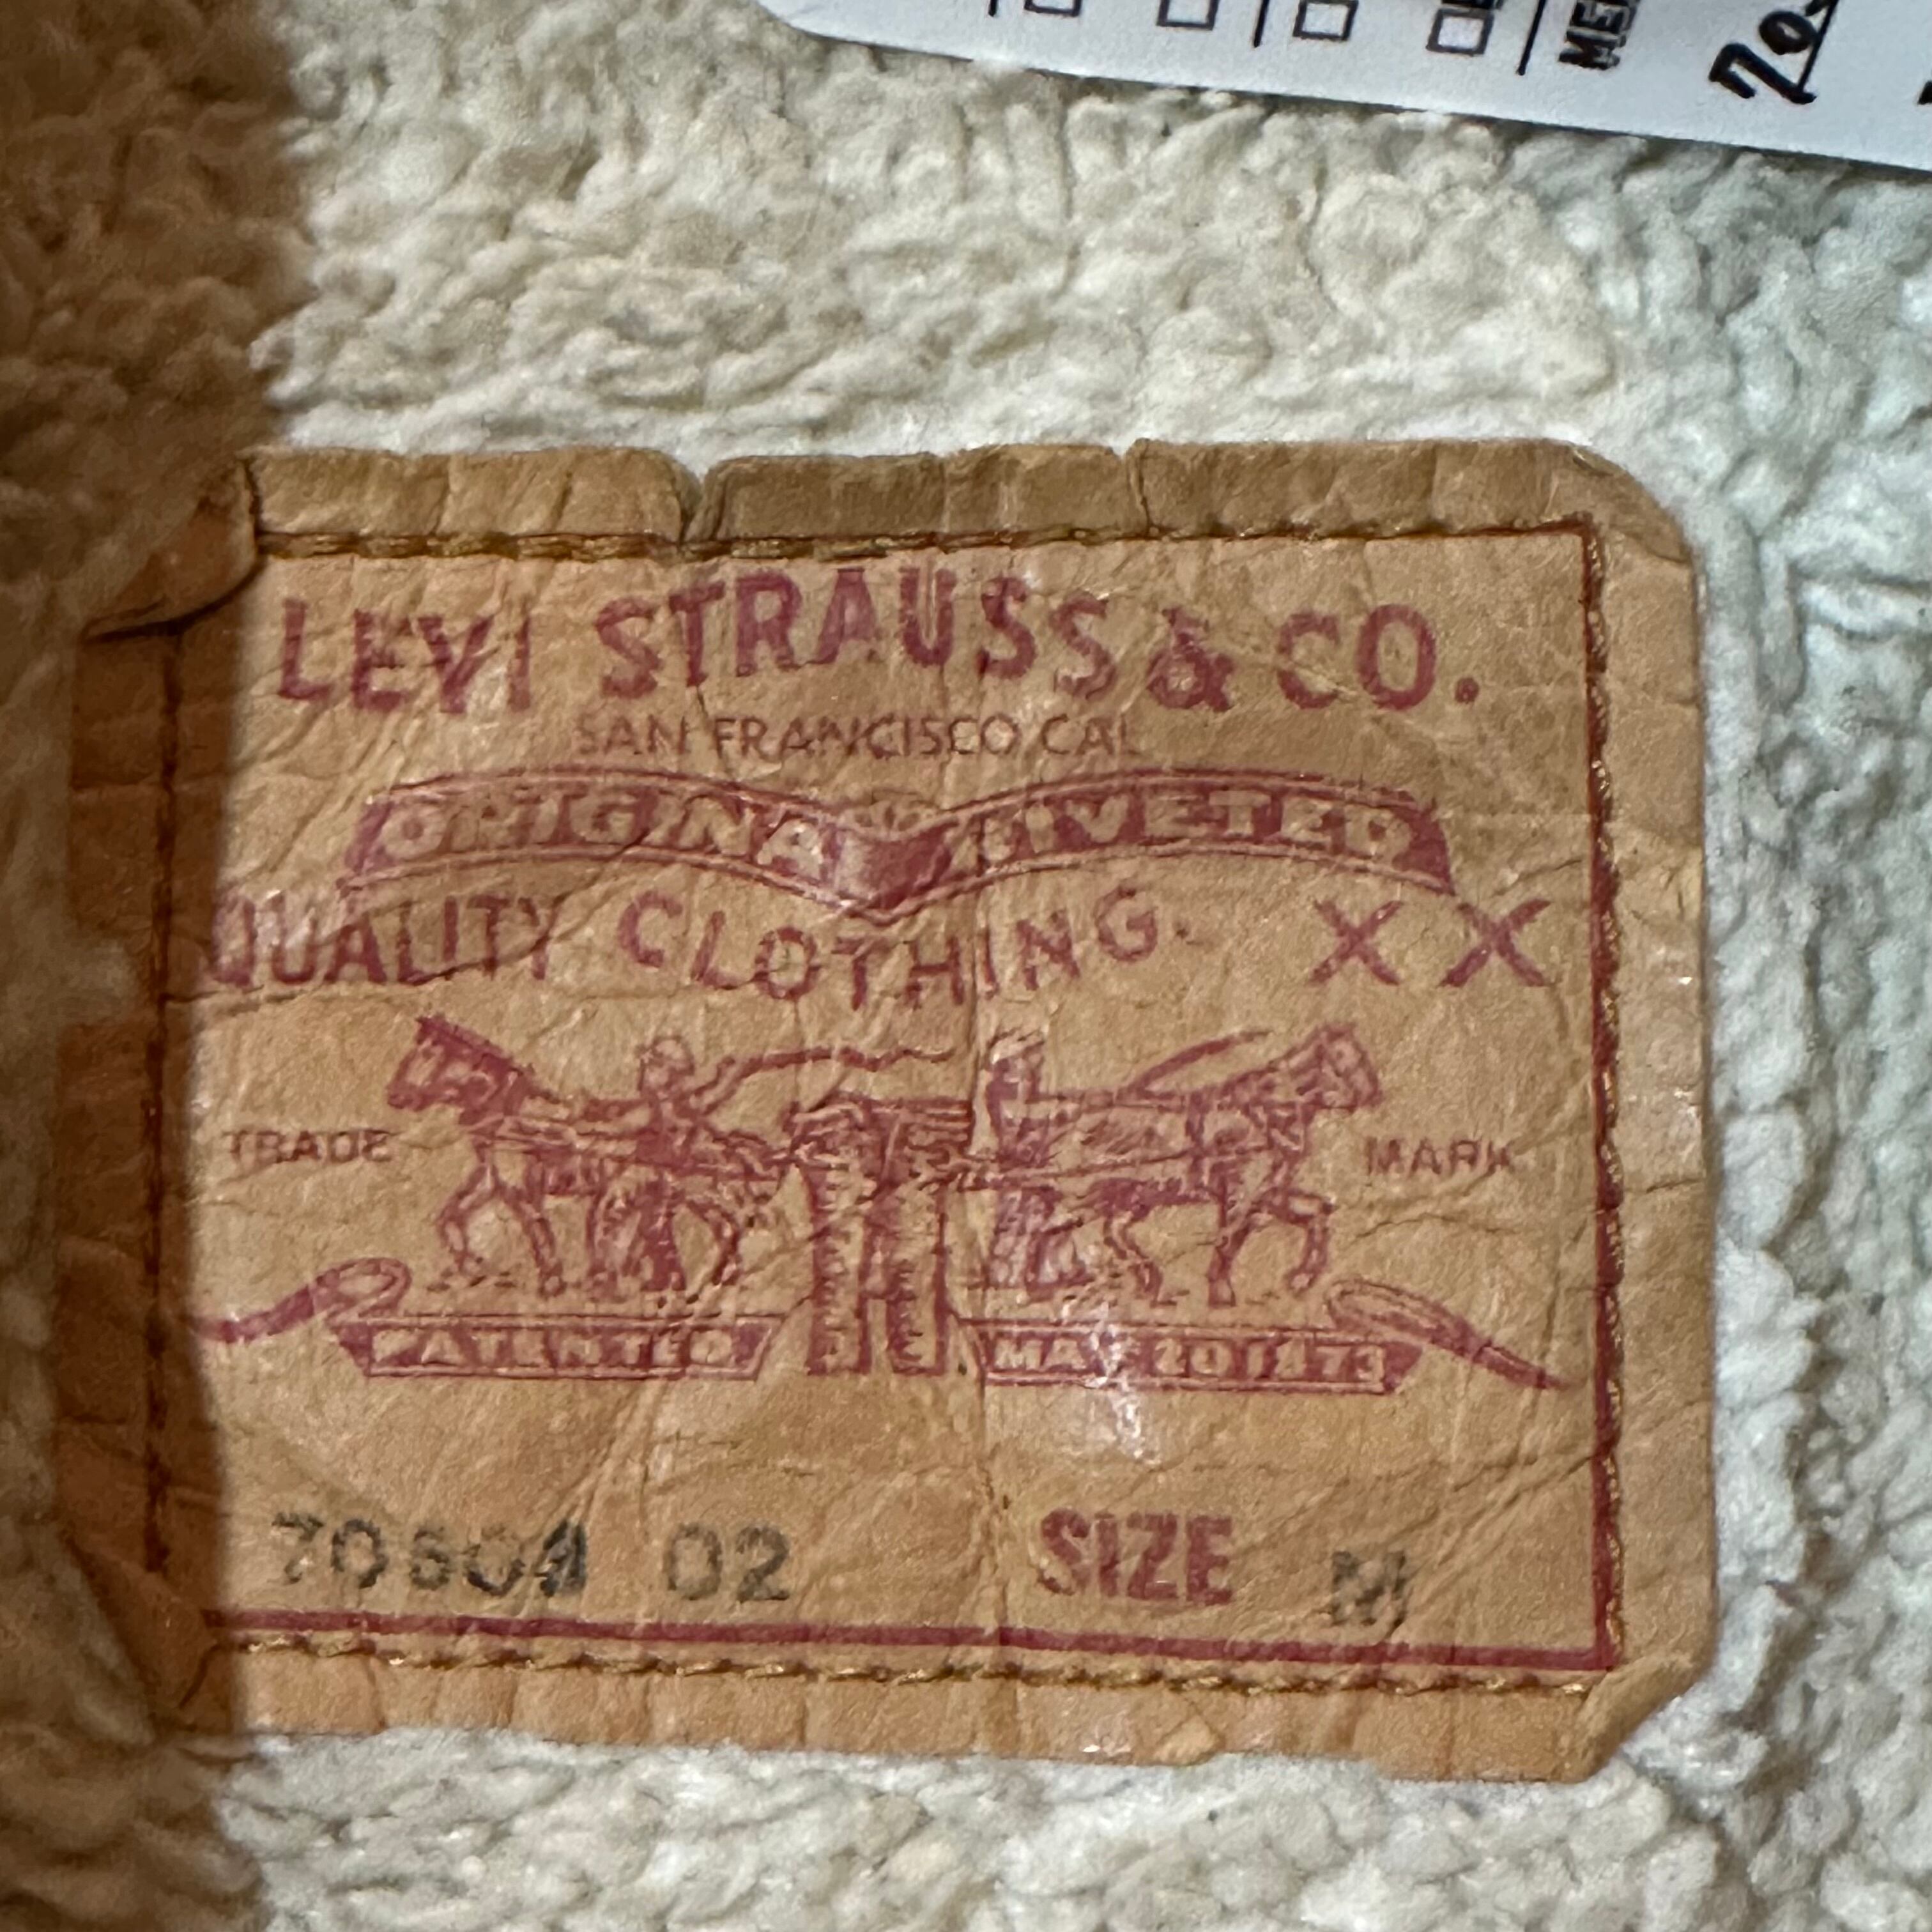 70s
LEVI STRAUSS & CO.
SAN FRANCISCO CAL
ORIGINAL RIVETED
QUALITY CLOTHING. XX
TRADE MARK
PATENTED MAY 20 1873
02 SIZE M